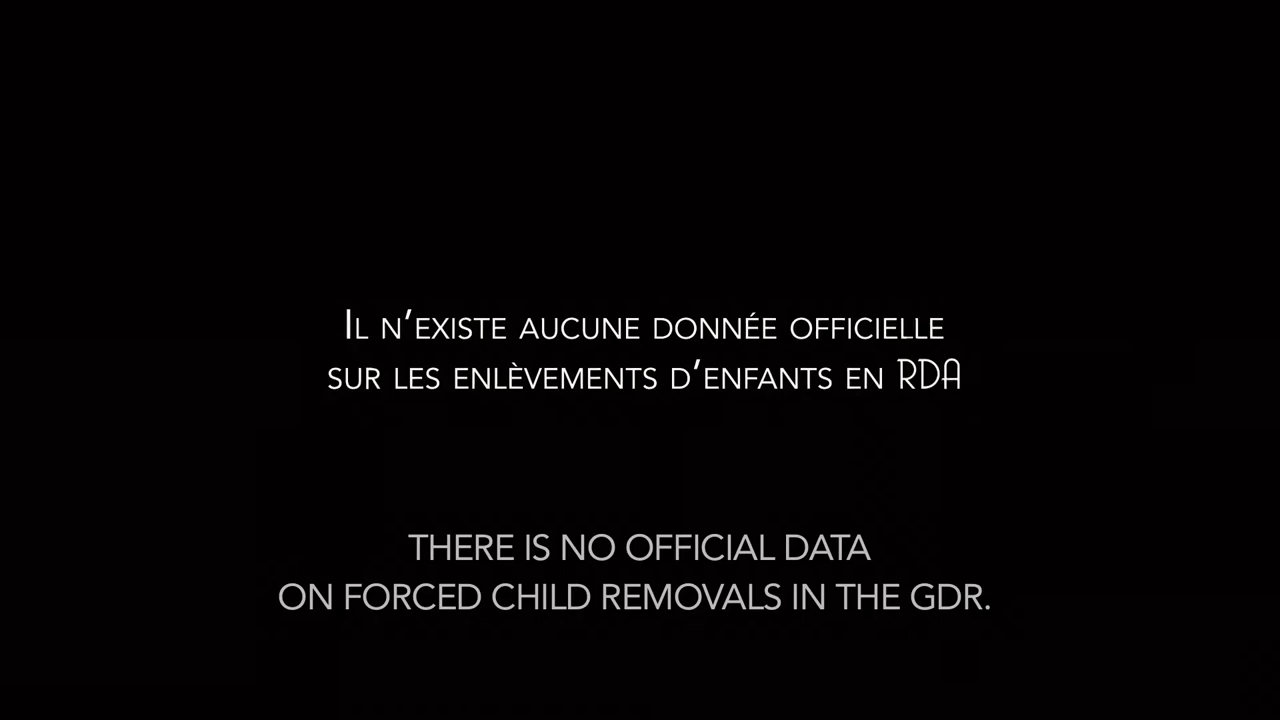 Il n’existe aucune donnée officielle
sur les enlèvements d’enfants en RDA
THERE IS NO OFFICIAL DATA
ON FORCED CHILD REMOVALS IN THE GDR.